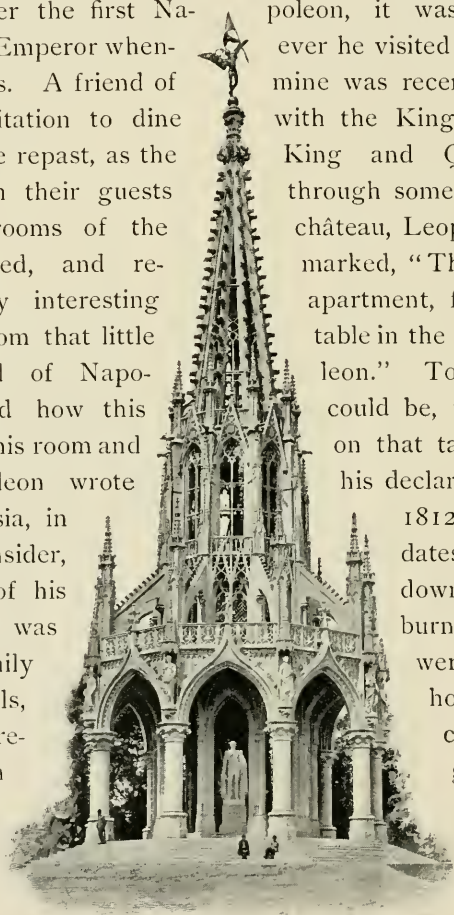 er the first Na- poleon, it was
Emperor when- ever he visited
s. A friend of mine was rece
itation to dine with the King
e repast, as the King and
their guests through some
rooms of the château, Leop
ed, and re- marked, “Th
y interesting apartment, f
om that little table in the
of Napo- leon.” To
d how this could be,
his room and on that ta
leon wrote his declar
sia, in 1812
nsider, dates
of his down
was burn
ily wer
ls, ho
re- c